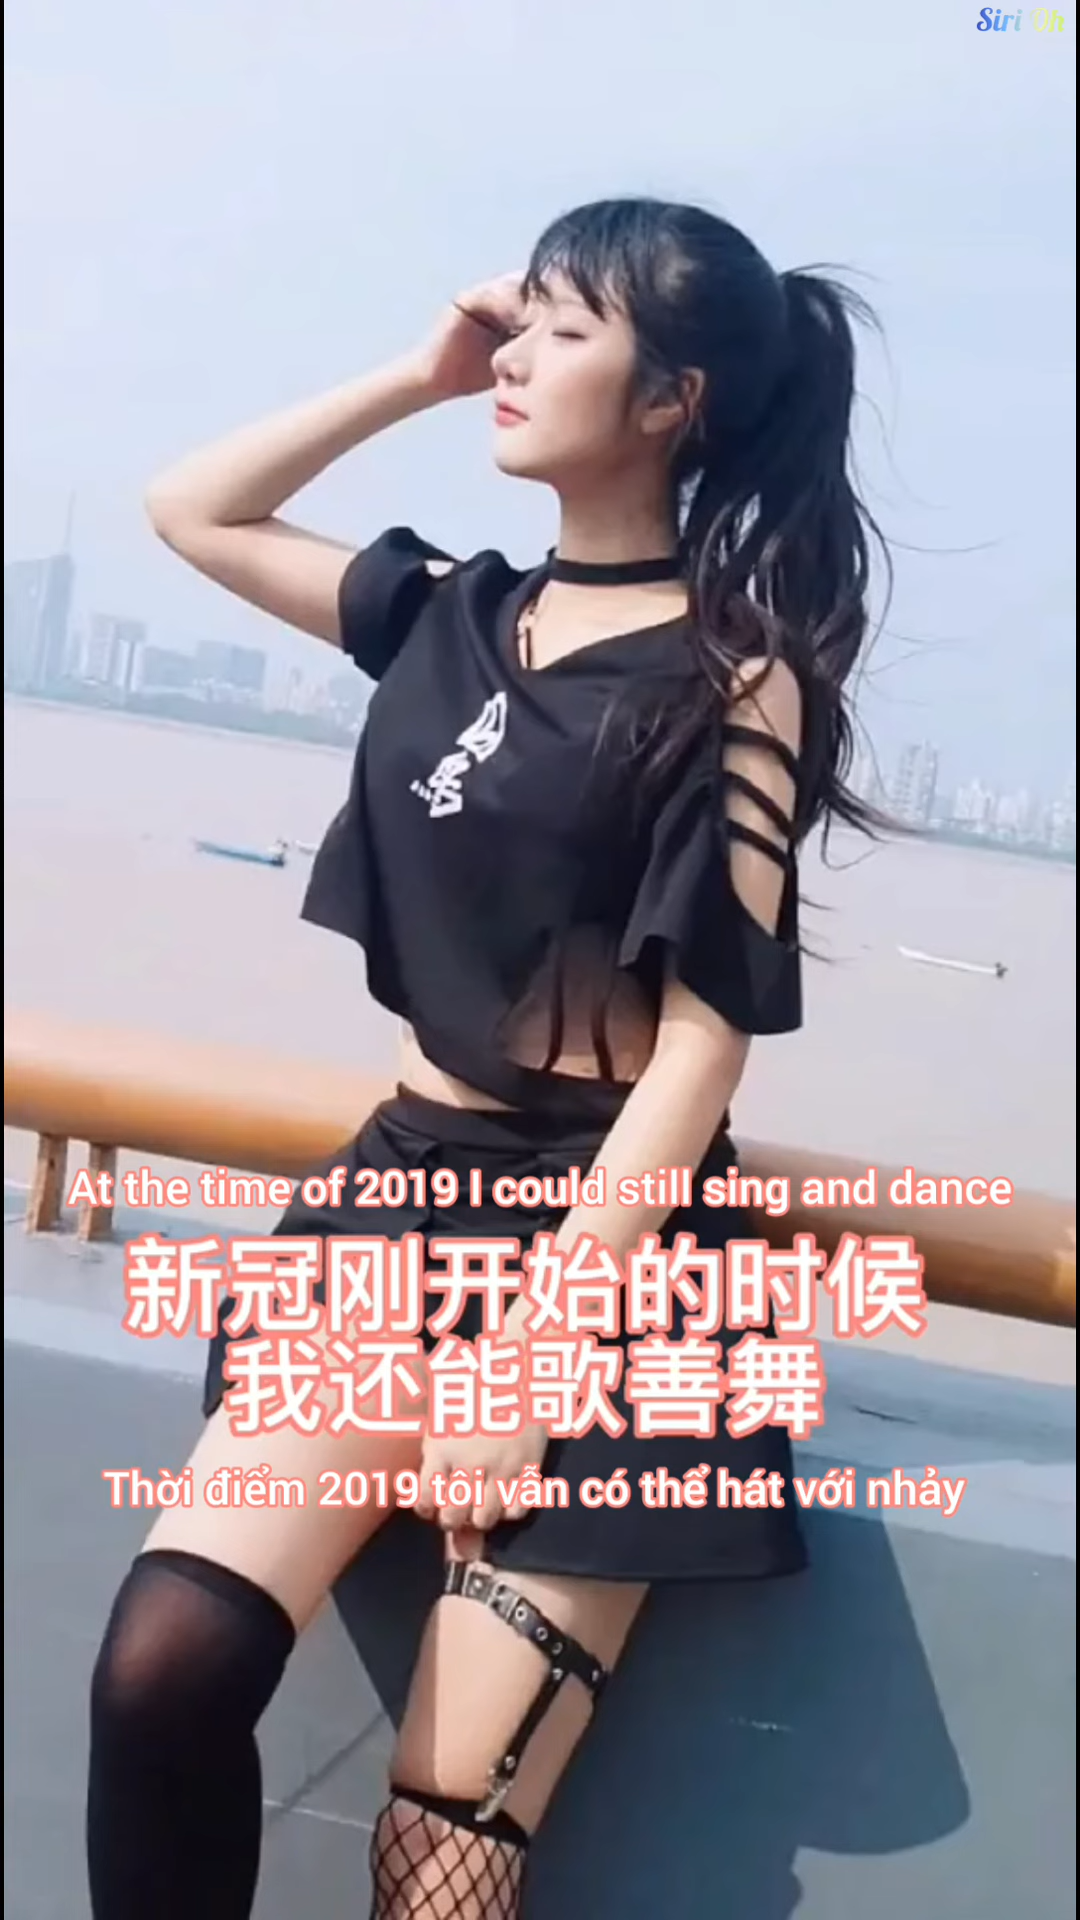 Siri Oh
At the time of 2019 I could still sing and dance
新冠刚开始的时候
我还能歌善舞
Thời điểm 2019 tôi vẫn có thể hát với nhảy